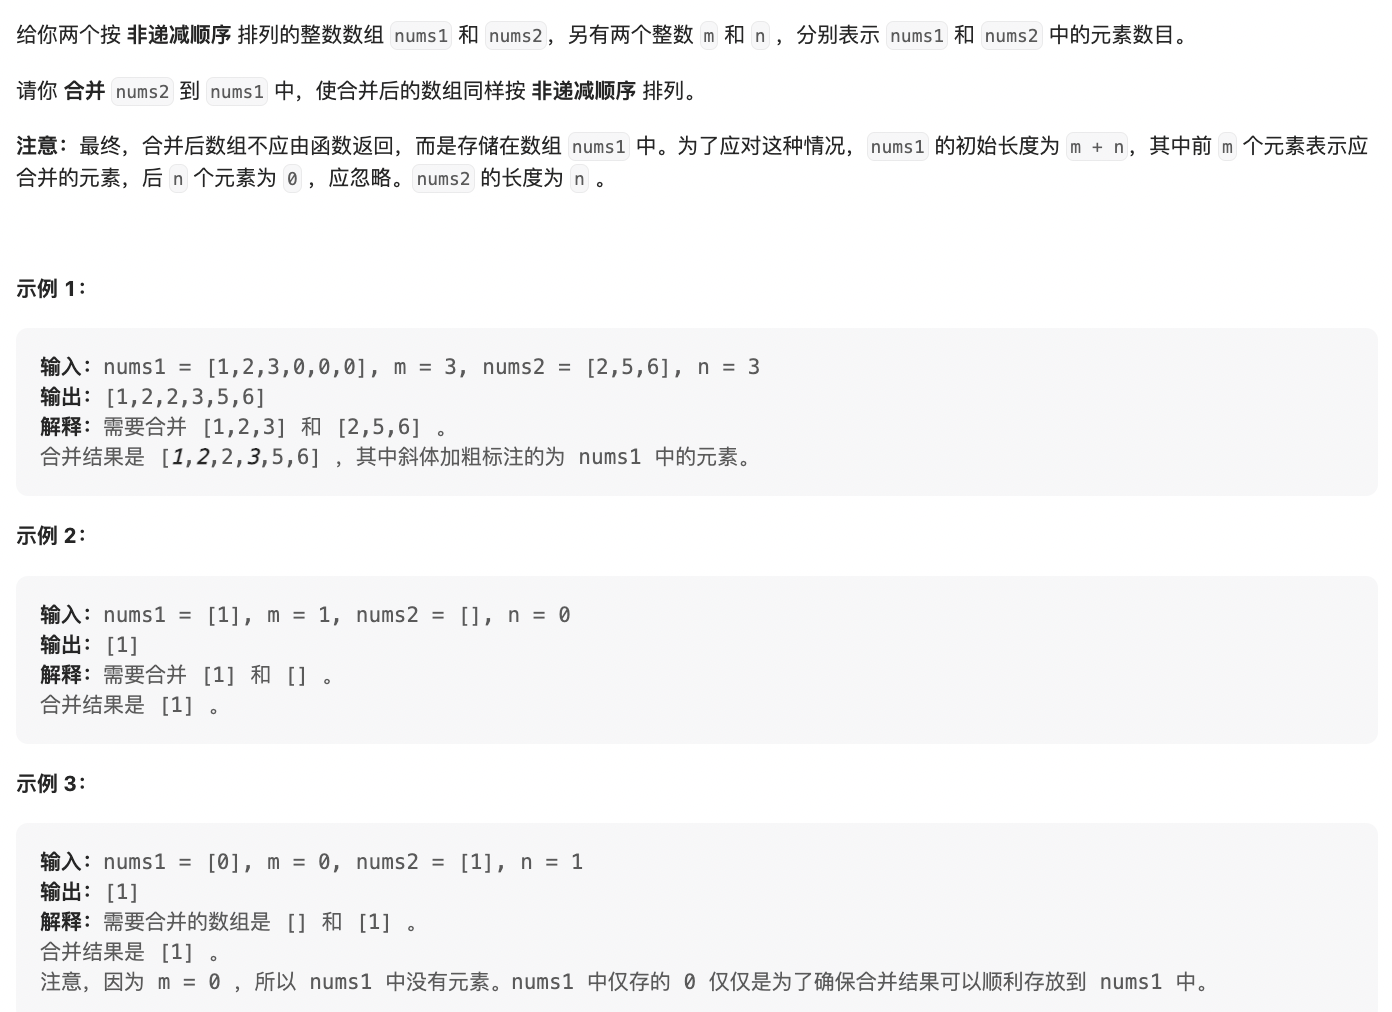 给你两个按 非递减顺序 排列的整数数组 nums1 和 nums2，另有两个整数 m 和 n ，分别表示 nums1 和 nums2 中的元素数目。
请你 合并 nums2 到 nums1 中，使合并后的数组同样按 非递减顺序 排列。
注意：最终，合并后数组不应由函数返回，而是存储在数组 nums1 中。为了应对这种情况，nums1 的初始长度为 m + n，其中前 m 个元素表示应
合并的元素，后 n 个元素为 0 ，应忽略。nums2 的长度为 n 。
示例 1：
输入：nums1 = [1,2,3,0,0,0], m = 3, nums2 = [2,5,6], n = 3
输出：[1,2,2,3,5,6]
解释：需要合并 [1,2,3] 和 [2,5,6] 。
合并结果是 [1,2,2,3,5,6] ，其中斜体加粗标注的为 nums1 中的元素。
示例 2：
输入：nums1 = [1], m = 1, nums2 = [], n = 0
输出：[1]
解释：需要合并 [1] 和 [] 。
合并结果是 [1] 。
示例 3：
输入：nums1 = [0], m = 0, nums2 = [1], n = 1
输出：[1]
解释：需要合并的数组是 [] 和 [1] 。
合并结果是 [1] 。
注意，因为 m = 0 ，所以 nums1 中没有元素。nums1 中仅存的 0 仅仅是为了确保合并结果可以顺利存放到 nums1 中。